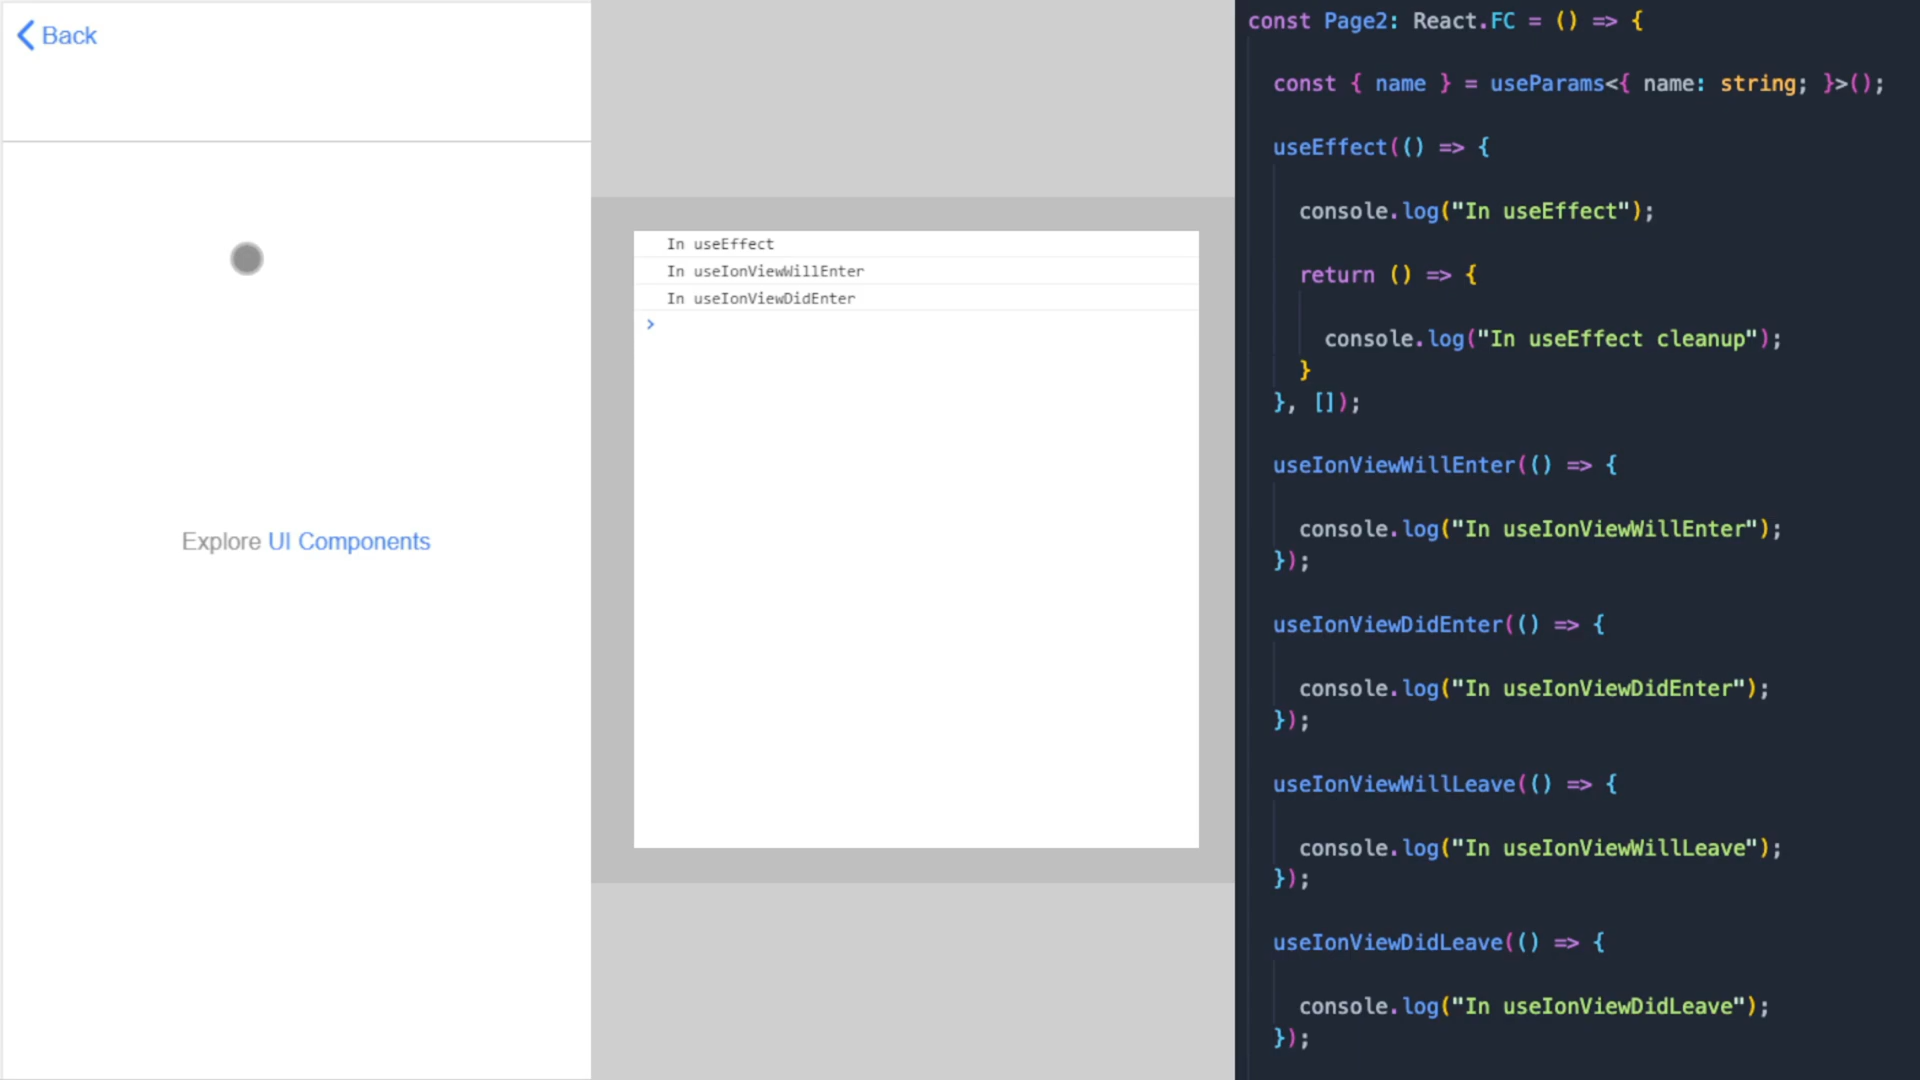 Back
Explore UI Components
In useEffect
In useIonViewWillEnter
In useIonViewDidEnter
>
const Page2: React.FC = () => {
const { name } = useParams<{ name: string; }>();
useEffect(() => {
console.log("In useEffect");
return () => {
console.log("In useEffect cleanup");
}
}, []);
useIonViewWillEnter(() => {
console.log("In useIonViewWillEnter");
});
useIonViewDidEnter(() => {
console.log("In useIonViewDidEnter");
});
useIonViewWillLeave(() => {
console.log("In useIonViewWillLeave");
});
useIonViewDidLeave(() => {
console.log("In useIonViewDidLeave");
});